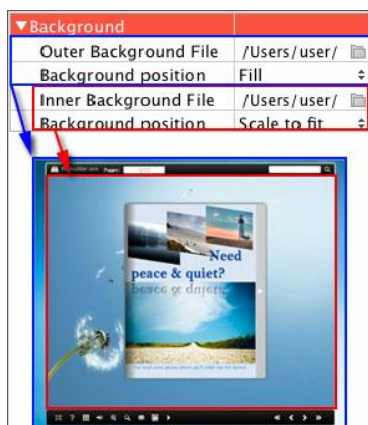 ▼Background
Outer Background File /Users/user/
Background position Fill
Inner Background File /Users/user/
Background position Scale to fit
Pages:
Need
peace & quiet?